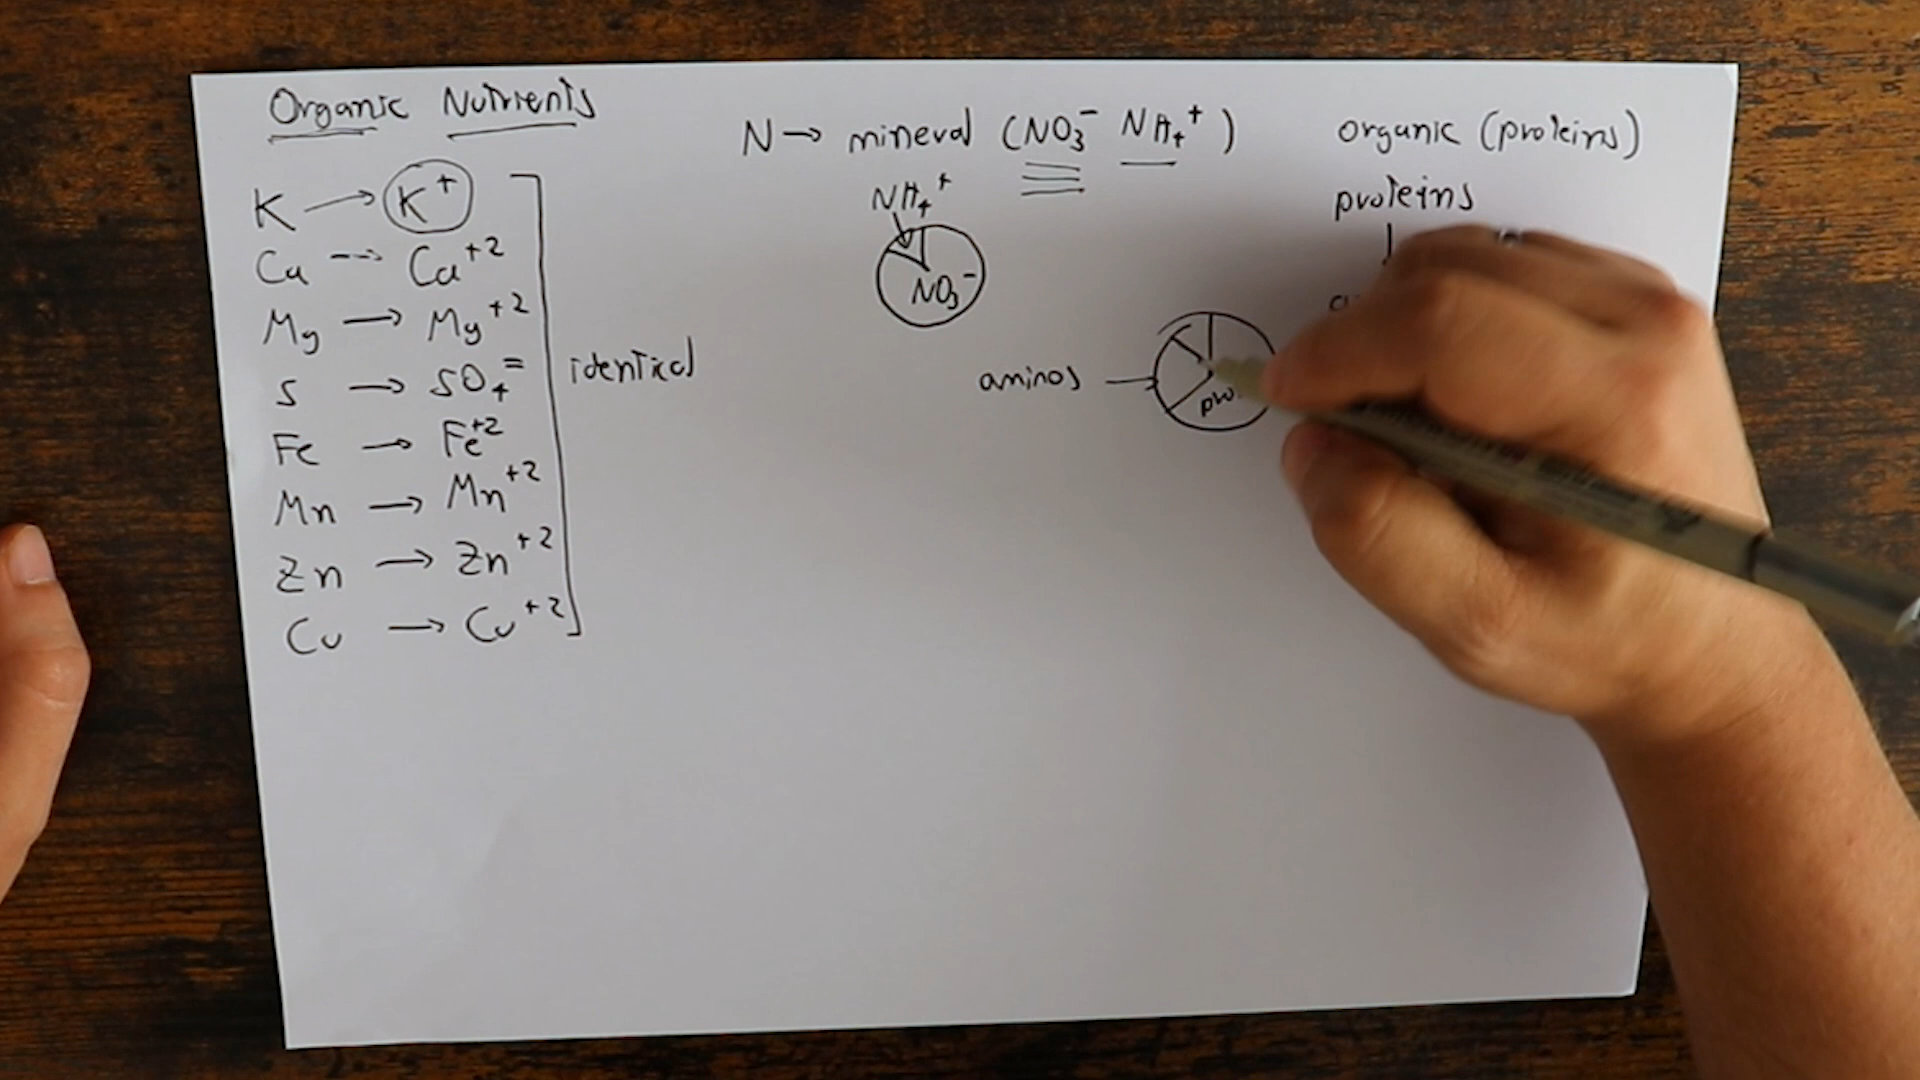 Organic Nutrients
K → K⁺
Ca --> Ca⁺²
Mg → Mg⁺²
S → SO₄⁼
Fe → Fe⁺²
Mn → Mn⁺²
Zn → Zn⁺²
Cu → Cu⁺²
identical
N → mineral (NO₃⁻ NH₄⁺)
NH₄⁺
NO₃⁻
organic (proteins)
proteins
aminos →